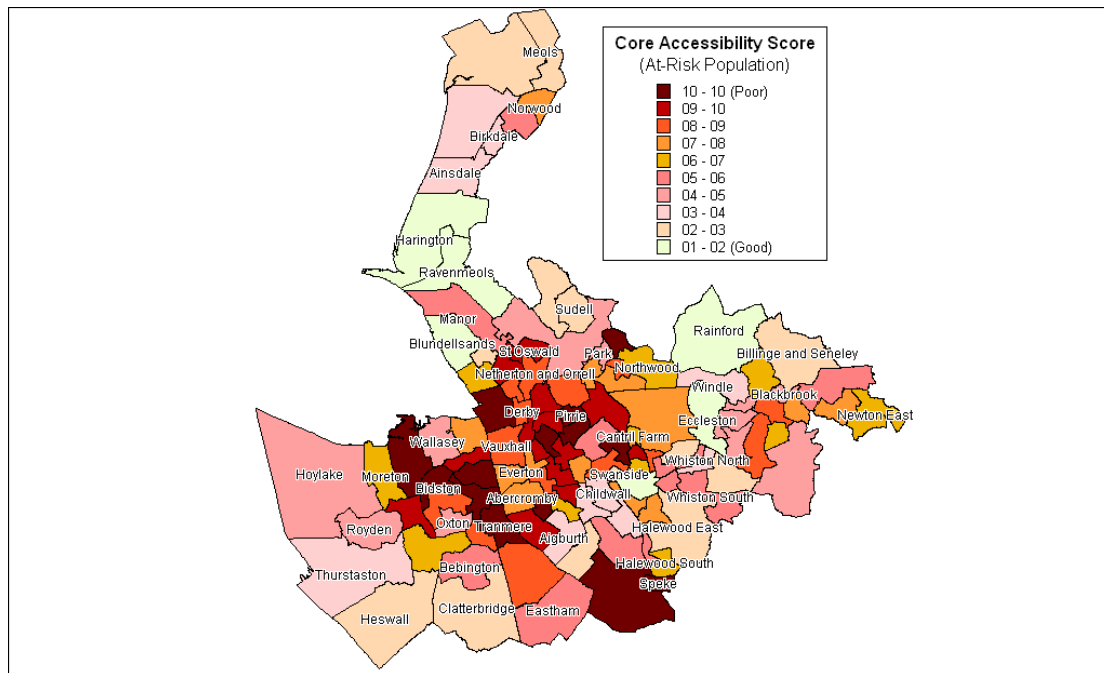 Core Accessibility Score
(At-Risk Population)
10 - 10 (Poor)
09 - 10
08 - 09
07 - 08
06 - 07
05 - 06
04 - 05
03 - 04
02 - 03
01 - 02 (Good)
Meols
Norwood
Birkdale
Ainsdale
Harington
Ravenmeols
Sudell
Manor
Rainford
Blundellsands
St Oswald
Park
Billinge and Seneley
Northwood
Netherton and Orrell
Windle
Blackbrook
Derby
Pirrie
Newton East
Eccleston
Cantril Farm
Wallasey
Vauxhall
Whiston North
Hoylake
Moreton
Everton
Swanside
Bidston
Abercromby
Childwall
Whiston South
Royden
Oxton
Tranmere
Aigburth
Halewood East
Bebington
Halewood South
Thurstaston
Speke
Clatterbridge
Eastham
Heswall